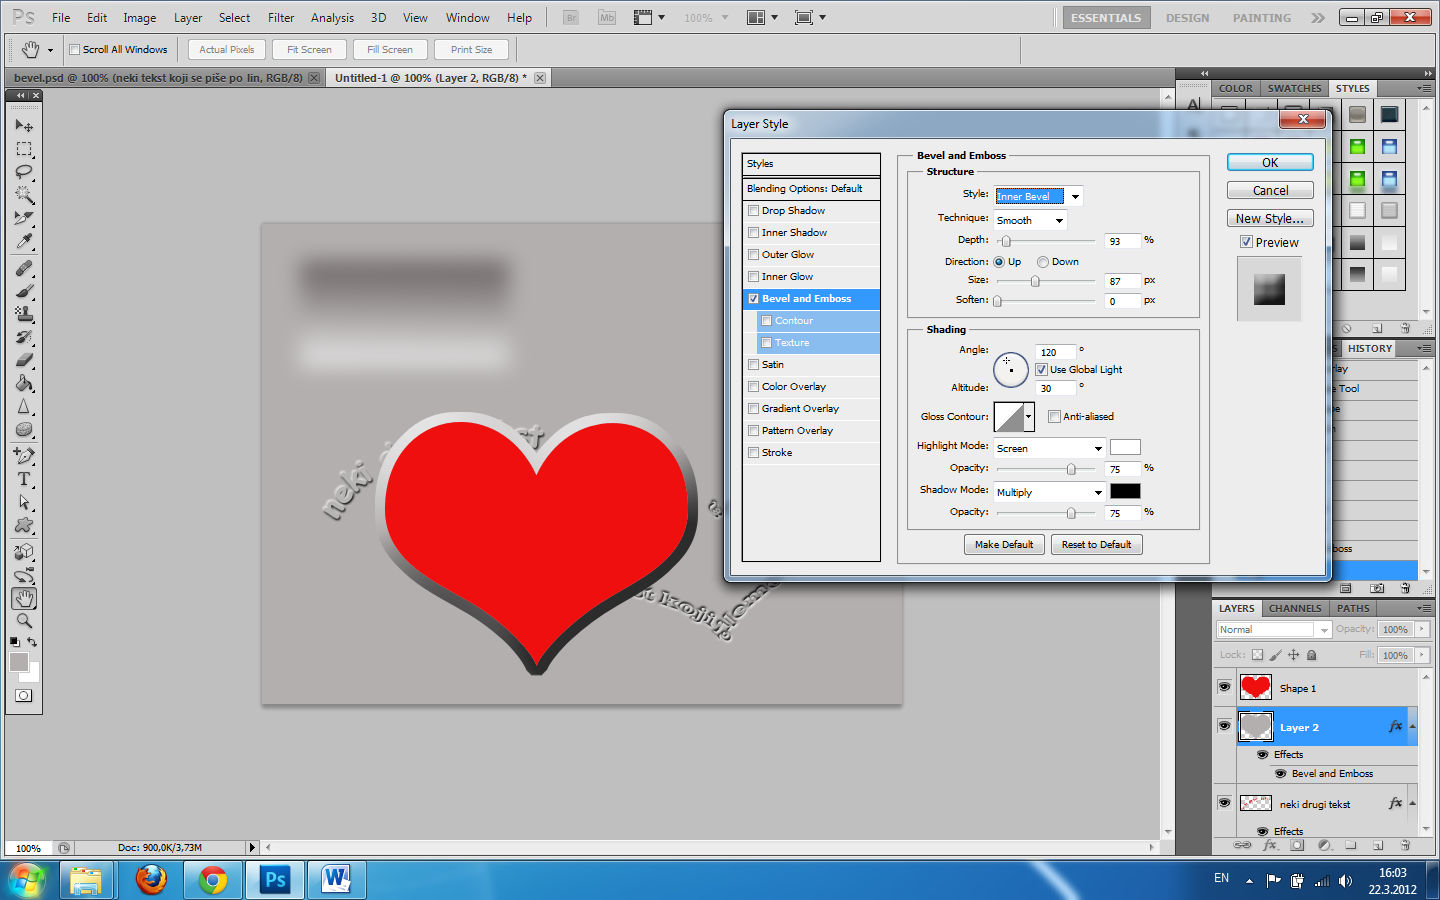 Ps File Edit Image Layer Select Filter Analysis 3D View Window Help Br Mb 100% ESSENTIALS DESIGN PAINTING
Scroll All Windows Actual Pixels Fit Screen Fill Screen Print Size
bevel.psd @ 100% (neki tekst koji se piše po lin, RGB/8) Untitled-1 @ 100% (Layer 2, RGB/8) *
COLOR SWATCHES STYLES
Layer Style
Styles
Blending Options: Default
Drop Shadow
Inner Shadow
Outer Glow
Inner Glow
Bevel and Emboss
Contour
Texture
Satin
Color Overlay
Gradient Overlay
Pattern Overlay
Stroke
Bevel and Emboss
Structure
Style: Inner Bevel
Technique: Smooth
Depth: 93 %
Direction: Up Down
Size: 87 px
Soften: 0 px
Shading
Angle: 120 °
Use Global Light
Altitude: 30 °
Gloss Contour: Anti-aliased
Highlight Mode: Screen
Opacity: 75 %
Shadow Mode: Multiply
Opacity: 75 %
Make Default Reset to Default
OK
Cancel
New Style...
Preview
HISTORY
neki
LAYERS CHANNELS PATHS
Normal Opacity: 100%
Lock: Fill: 100%
Shape 1
Layer 2 fx
Effects
Bevel and Emboss
neki drugi tekst fx
Effects
100% Doc: 900,0K/3,73M
Ps W EN 16:03
22.3.2012